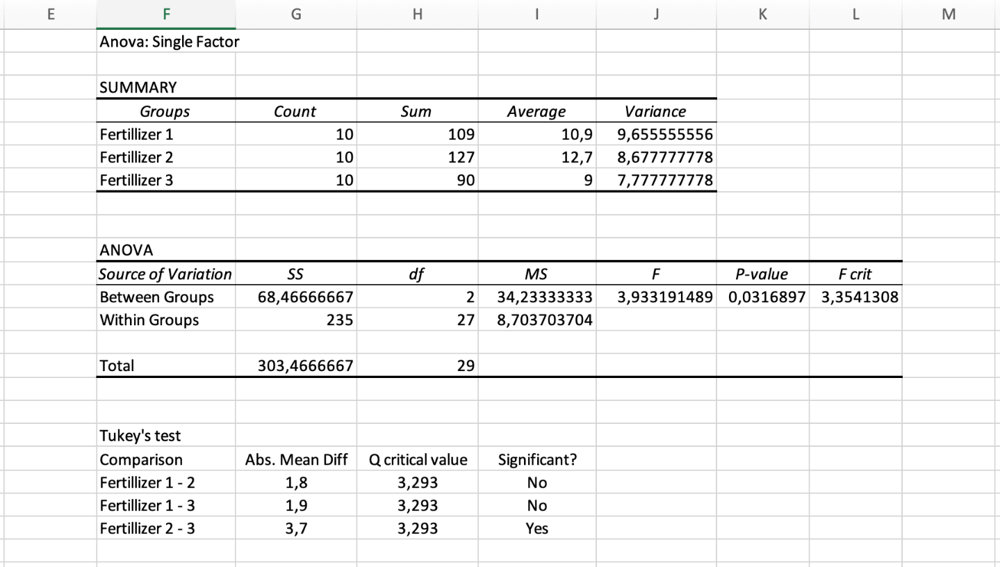 E F G H I J K L M
Anova: Single Factor
SUMMARY
Groups Count Sum Average Variance
Fertillizer 1 10 109 10,9 9,655555556
Fertillizer 2 10 127 12,7 8,677777778
Fertillizer 3 10 90 9 7,777777778
ANOVA
Source of Variation SS df MS F P-value F crit
Between Groups 68,46666667 2 34,23333333 3,933191489 0,0316897 3,3541308
Within Groups 235 27 8,703703704
Total 303,4666667 29
Tukey's test
Comparison Abs. Mean Diff Q critical value Significant?
Fertillizer 1 - 2 1,8 3,293 No
Fertillizer 1 - 3 1,9 3,293 No
Fertillizer 2 - 3 3,7 3,293 Yes